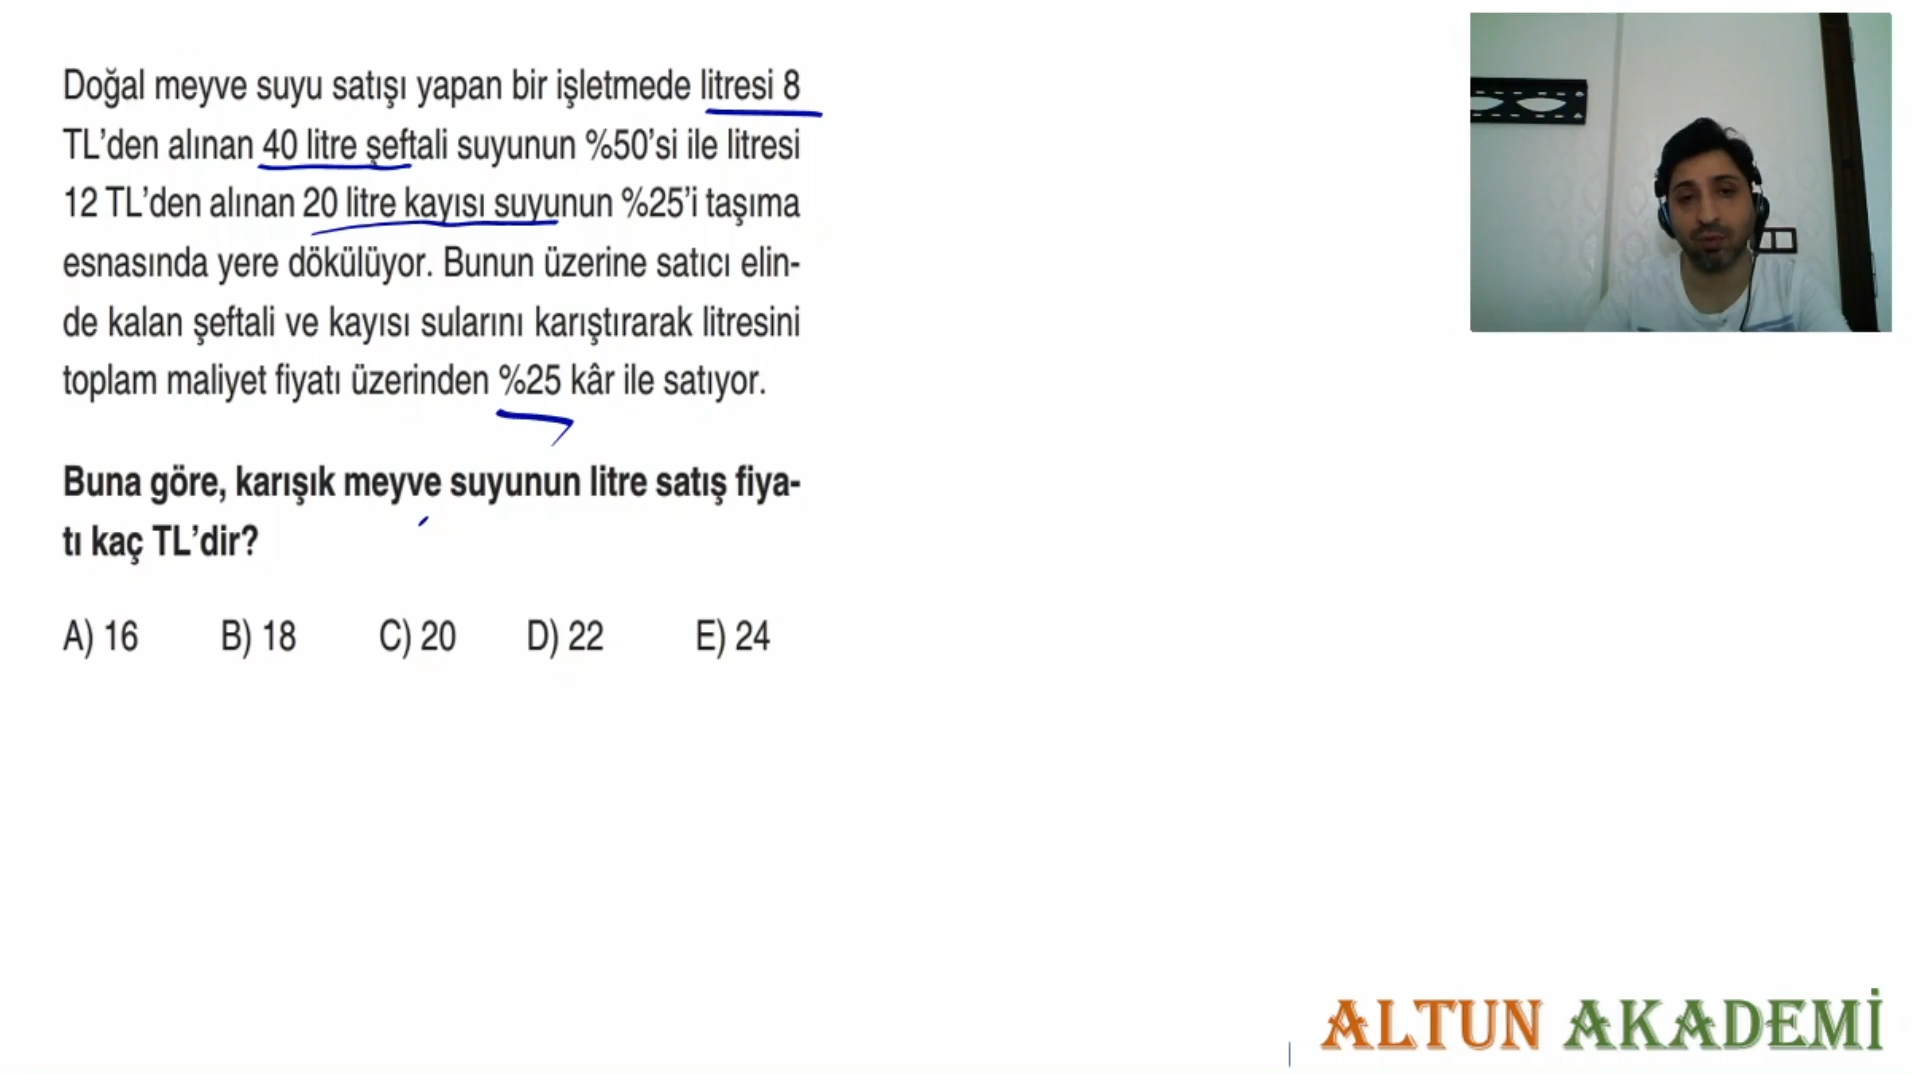 Doğal meyve suyu satışı yapan bir işletmede litresi 8
TL’den alınan 40 litre şeftali suyunun %50’si ile litresi
12 TL’den alınan 20 litre kayısı suyunun %25’i taşıma
esnasında yere dökülüyor. Bunun üzerine satıcı elin-
de kalan şeftali ve kayısı sularını karıştırarak litresini
toplam maliyet fiyatı üzerinden %25 kâr ile satıyor.
Buna göre, karışık meyve suyunun litre satış fiya-
tı kaç TL’dir?
A) 16 B) 18 C) 20 D) 22 E) 24
ALTUN AKADEMİ